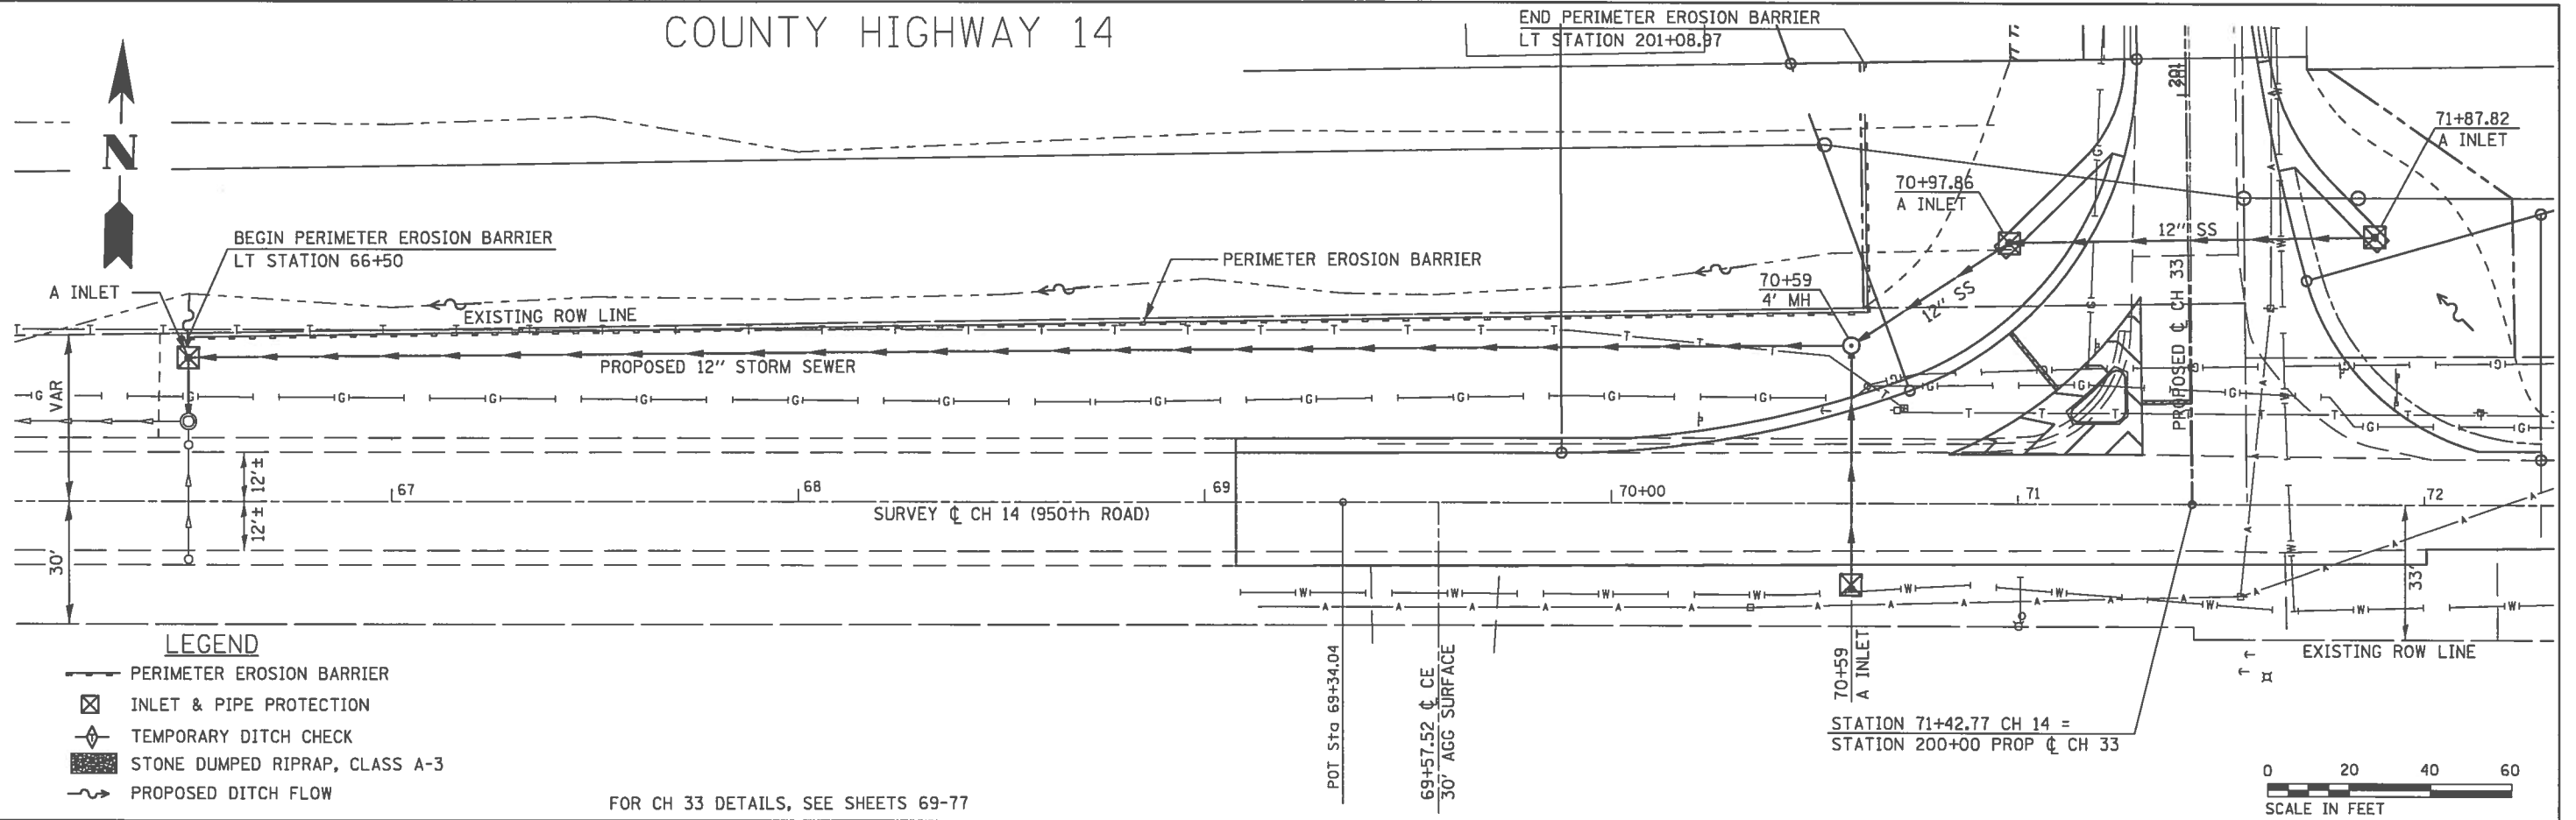 COUNTY HIGHWAY 14
END PERIMETER EROSION BARRIER
LT STATION 201+08.97
201
N
71+87.82
A INLET
70+97.86
A INLET
12" SS
BEGIN PERIMETER EROSION BARRIER
LT STATION 66+50
PERIMETER EROSION BARRIER
A INLET
70+59
4' MH
12" SS
EXISTING ROW LINE
PROPOSED ℄ CH 33
PROPOSED 12" STORM SEWER
VAR
12'±
12'±
30'
67
68
69
70+00
71
72
SURVEY ℄ CH 14 (950th ROAD)
33'
LEGEND
PERIMETER EROSION BARRIER
INLET & PIPE PROTECTION
TEMPORARY DITCH CHECK
STONE DUMPED RIPRAP, CLASS A-3
PROPOSED DITCH FLOW
POT Sta 69+34.04
69+57.52 ℄ CE
30' AGG SURFACE
70+59
A INLET
EXISTING ROW LINE
STATION 71+42.77 CH 14 =
STATION 200+00 PROP ℄ CH 33
FOR CH 33 DETAILS, SEE SHEETS 69-77
0 20 40 60
SCALE IN FEET